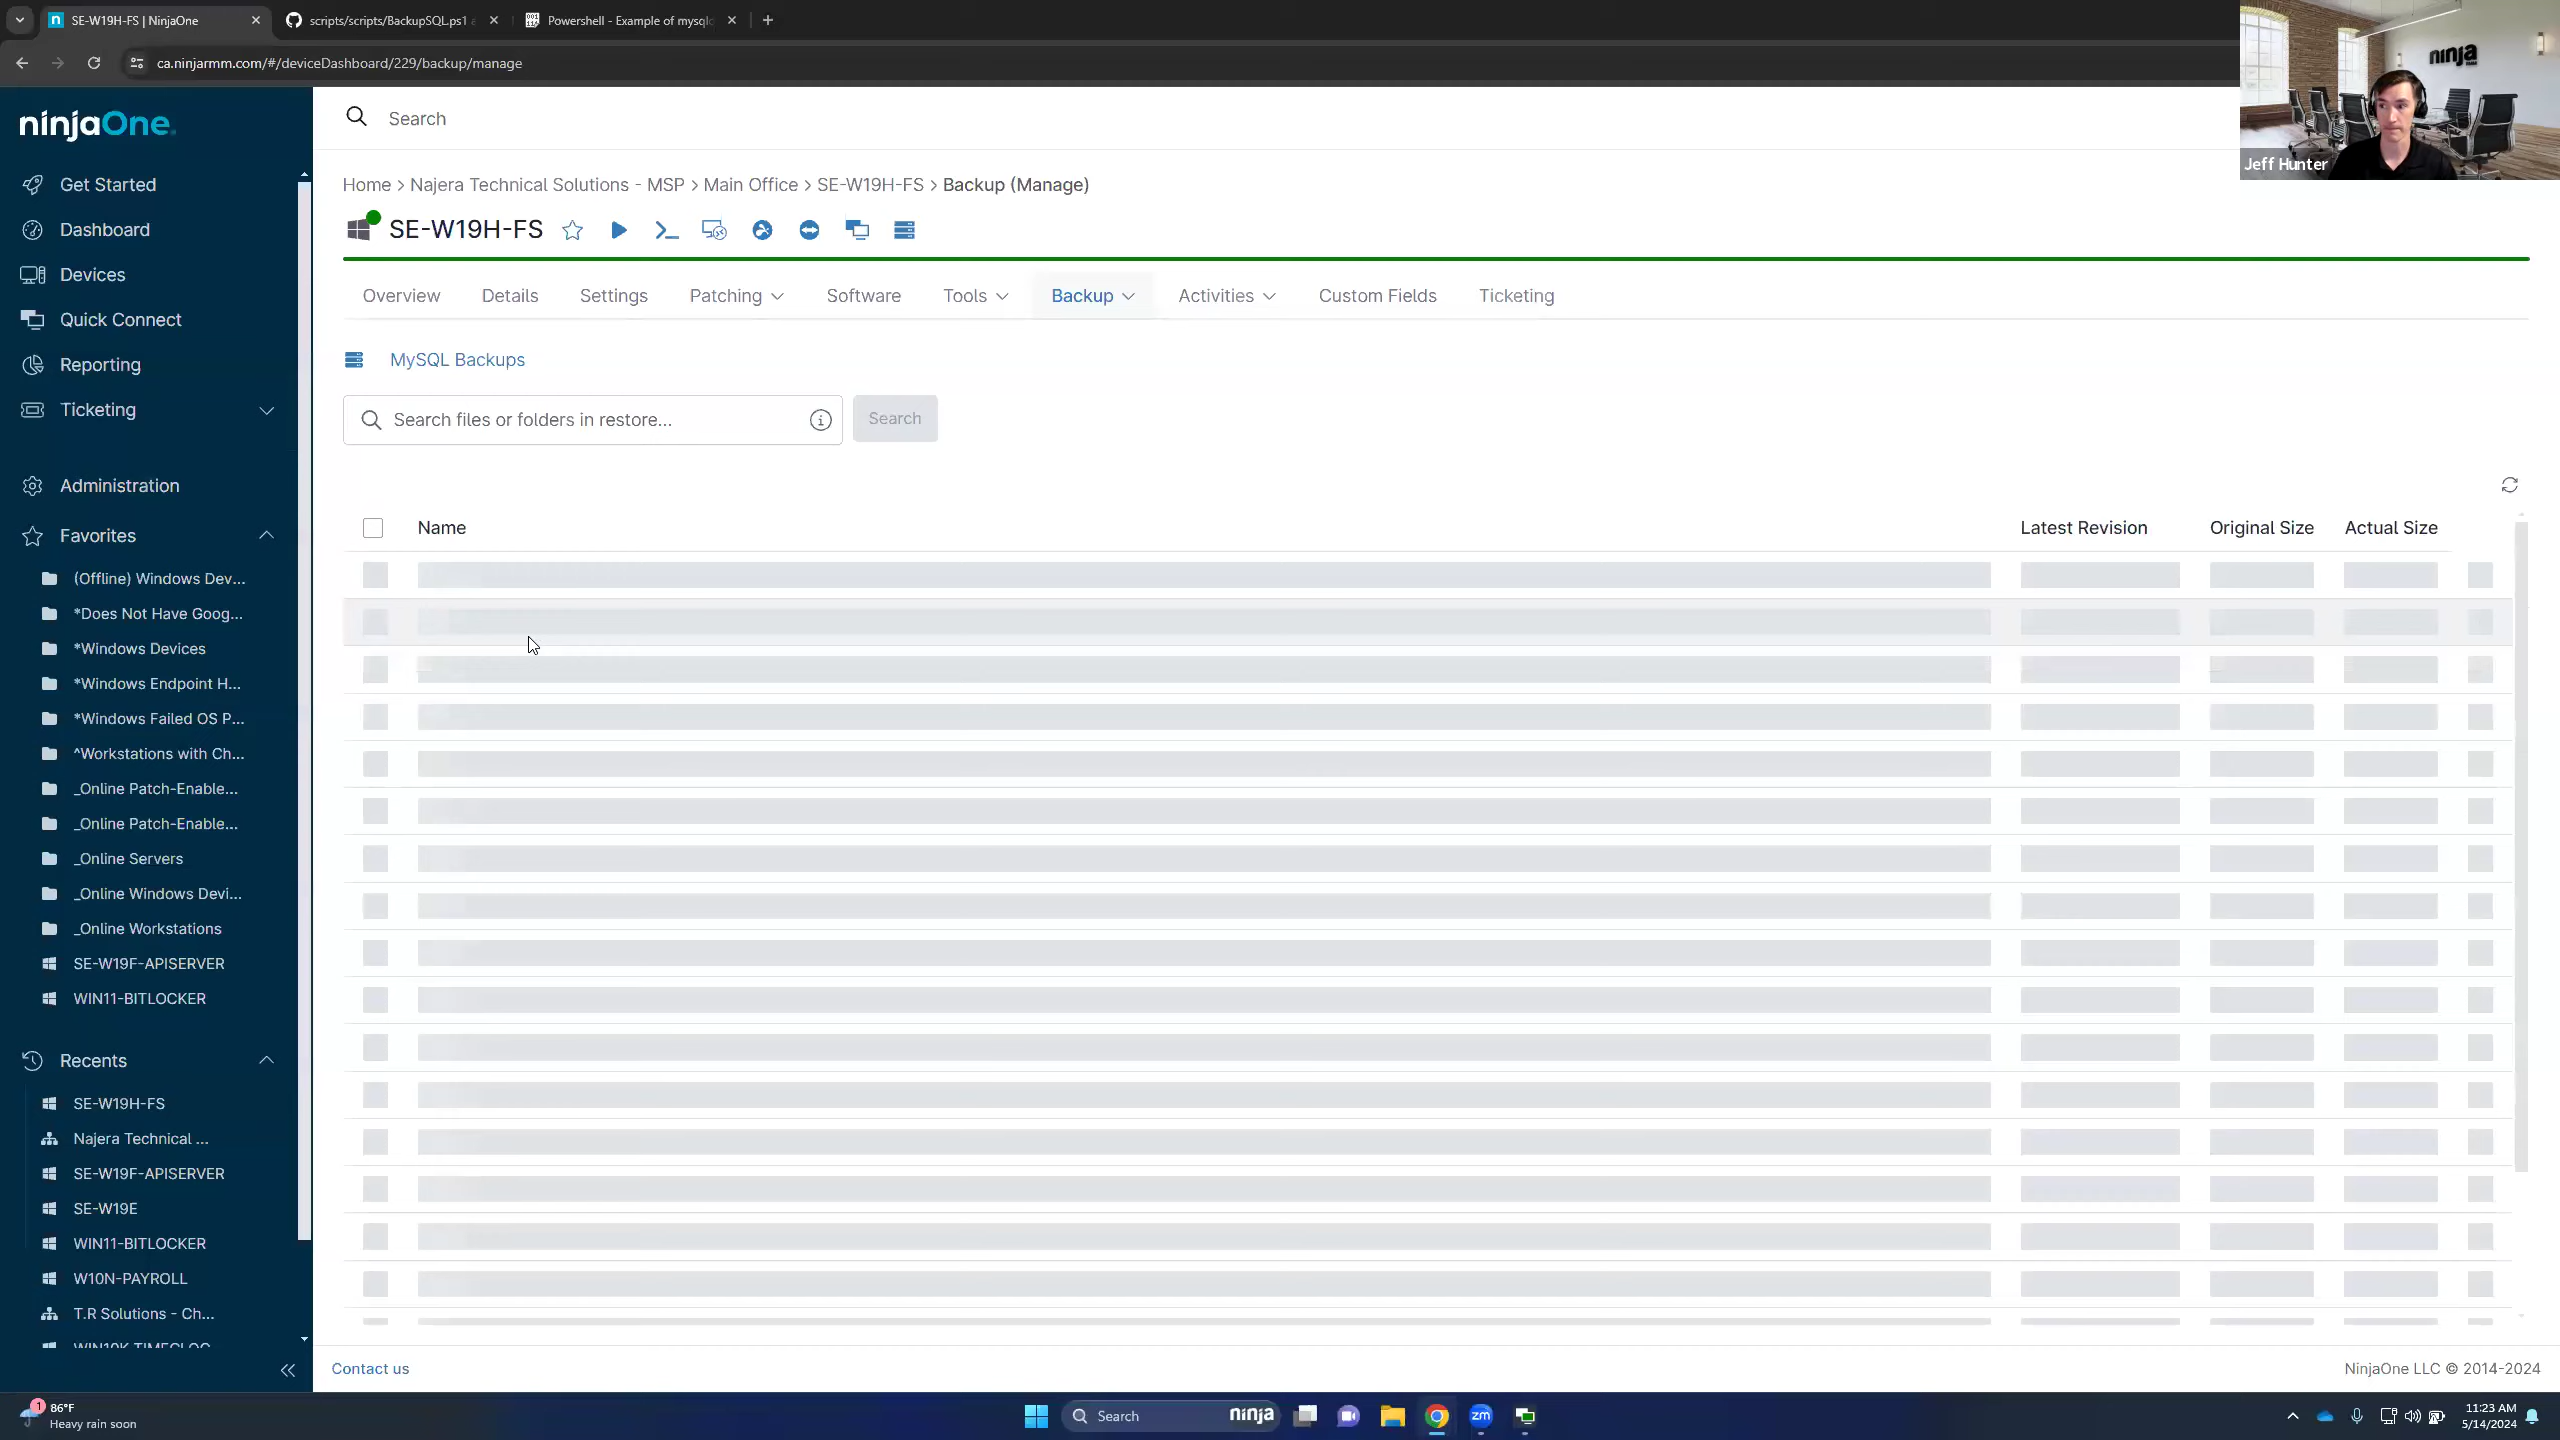 SE-W19H-FS | NinjaOne
scripts/scripts/BackupSQL.ps1
Powershell - Example of mysql
ca.ninjarmm.com/#/deviceDashboard/229/backup/manage
ninja
Jeff Hunter
ninjaOne
Get Started
Dashboard
Devices
Quick Connect
Reporting
Ticketing
Administration
Favorites
(Offline) Windows Dev...
*Does Not Have Goog...
*Windows Devices
*Windows Endpoint H...
*Windows Failed OS P...
^Workstations with Ch...
_Online Patch-Enable...
_Online Patch-Enable...
_Online Servers
_Online Windows Devi...
_Online Workstations
SE-W19F-APISERVER
WIN11-BITLOCKER
Recents
SE-W19H-FS
Najera Technical ...
SE-W19F-APISERVER
SE-W19E
WIN11-BITLOCKER
W10N-PAYROLL
T.R Solutions - Ch...
Search
Home > Najera Technical Solutions - MSP > Main Office > SE-W19H-FS > Backup (Manage)
SE-W19H-FS
Overview Details Settings Patching Software Tools Backup Activities Custom Fields Ticketing
MySQL Backups
Search files or folders in restore... Search
Name Latest Revision Original Size Actual Size
Contact us
NinjaOne LLC © 2014-2024
1
86°F
Heavy rain soon
Search
ninja
zm
11:23 AM
5/14/2024